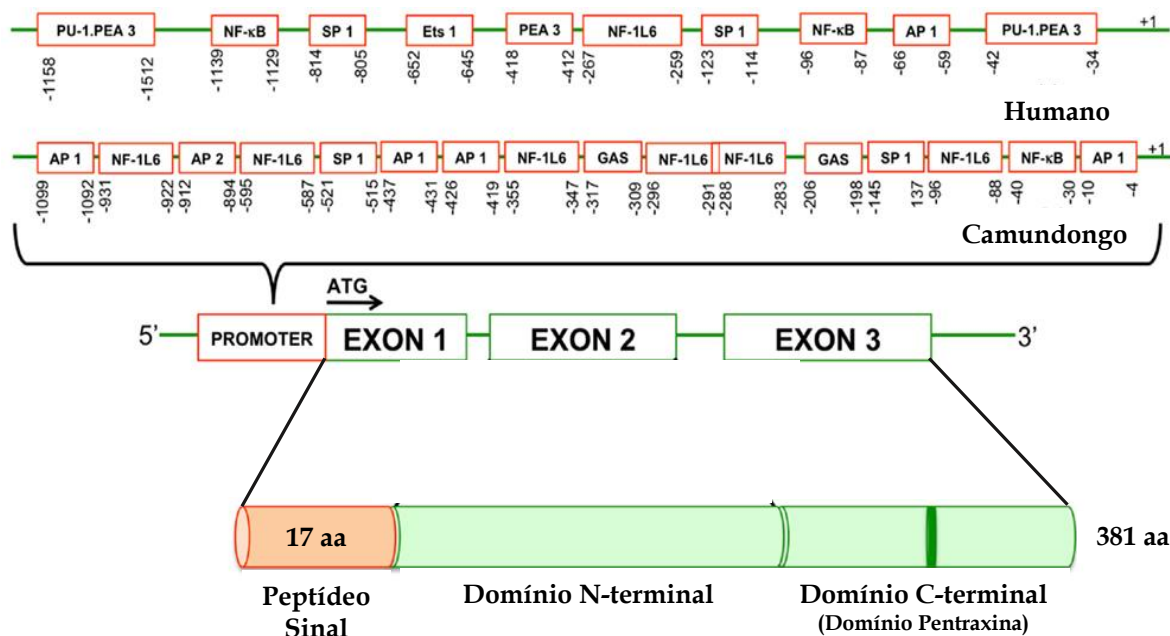 PU-1.PEA 3 NF-κB SP 1 Ets 1 PEA 3 NF-1L6 SP 1 NF-κB AP 1 PU-1.PEA 3 +1
-1158 -1512 -1139 -1129 -814 -805 -652 -645 -418 -412 -267 -259 -123 -114 -96 -87 -66 -59 -42 -34
Humano
AP 1 NF-1L6 AP 2 NF-1L6 SP 1 AP 1 AP 1 NF-1L6 GAS NF-1L6 NF-1L6 GAS SP 1 NF-1L6 NF-κB AP 1 +1
-1099 -1092 -931 -922 -912 -894 -595 -587 -521 -515 -437 -431 -426 -419 -355 -347 -317 -309 -296 -291 -288 -283 -206 -198 -145 137 -96 -88 -40 -30 -10 -4
Camundongo
ATG
5’ PROMOTER EXON 1 EXON 2 EXON 3 3’
17 aa 381 aa
Peptídeo Sinal
Domínio N-terminal
Domínio C-terminal
(Domínio Pentraxina)